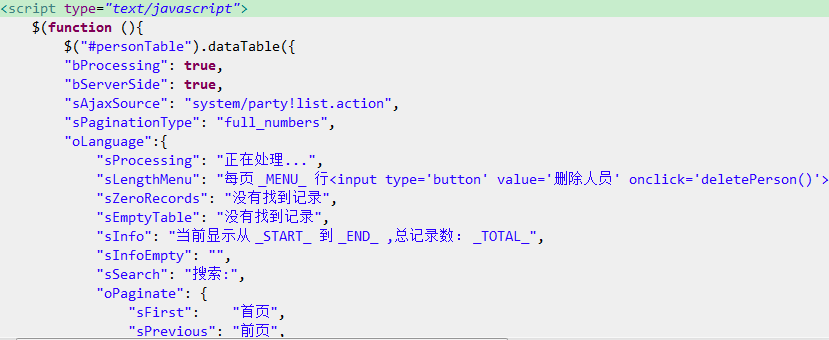 <script type="text/javascript">
$(function (){
$("#personTable").dataTable({
"bProcessing": true,
"bServerSide": true,
"sAjaxSource": "system/party!list.action",
"sPaginationType": "full_numbers",
"oLanguage":{
"sProcessing": "正在处理...",
"sLengthMenu": "每页 _MENU_ 行<input type='button' value='删除人员' onclick='deletePerson()'>
"sZeroRecords": "没有找到记录",
"sEmptyTable": "没有找到记录",
"sInfo": "当前显示从 _START_ 到 _END_ ,总记录数: _TOTAL_",
"sInfoEmpty": "",
"sSearch": "搜索:",
"oPaginate": {
"sFirst":    "首页",
"sPrevious": "前页",